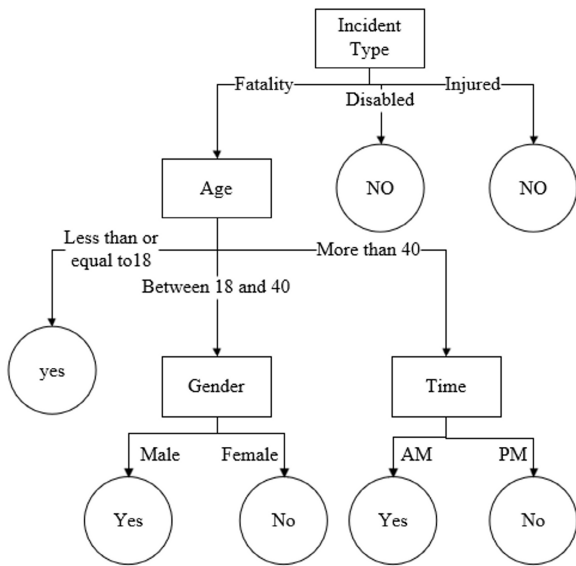 Incident
Type
Fatality
Disabled
Injured
Age
NO
NO
Less than or
equal to18
Between 18 and 40
More than 40
yes
Gender
Time
Male
Female
AM
PM
Yes
No
Yes
No